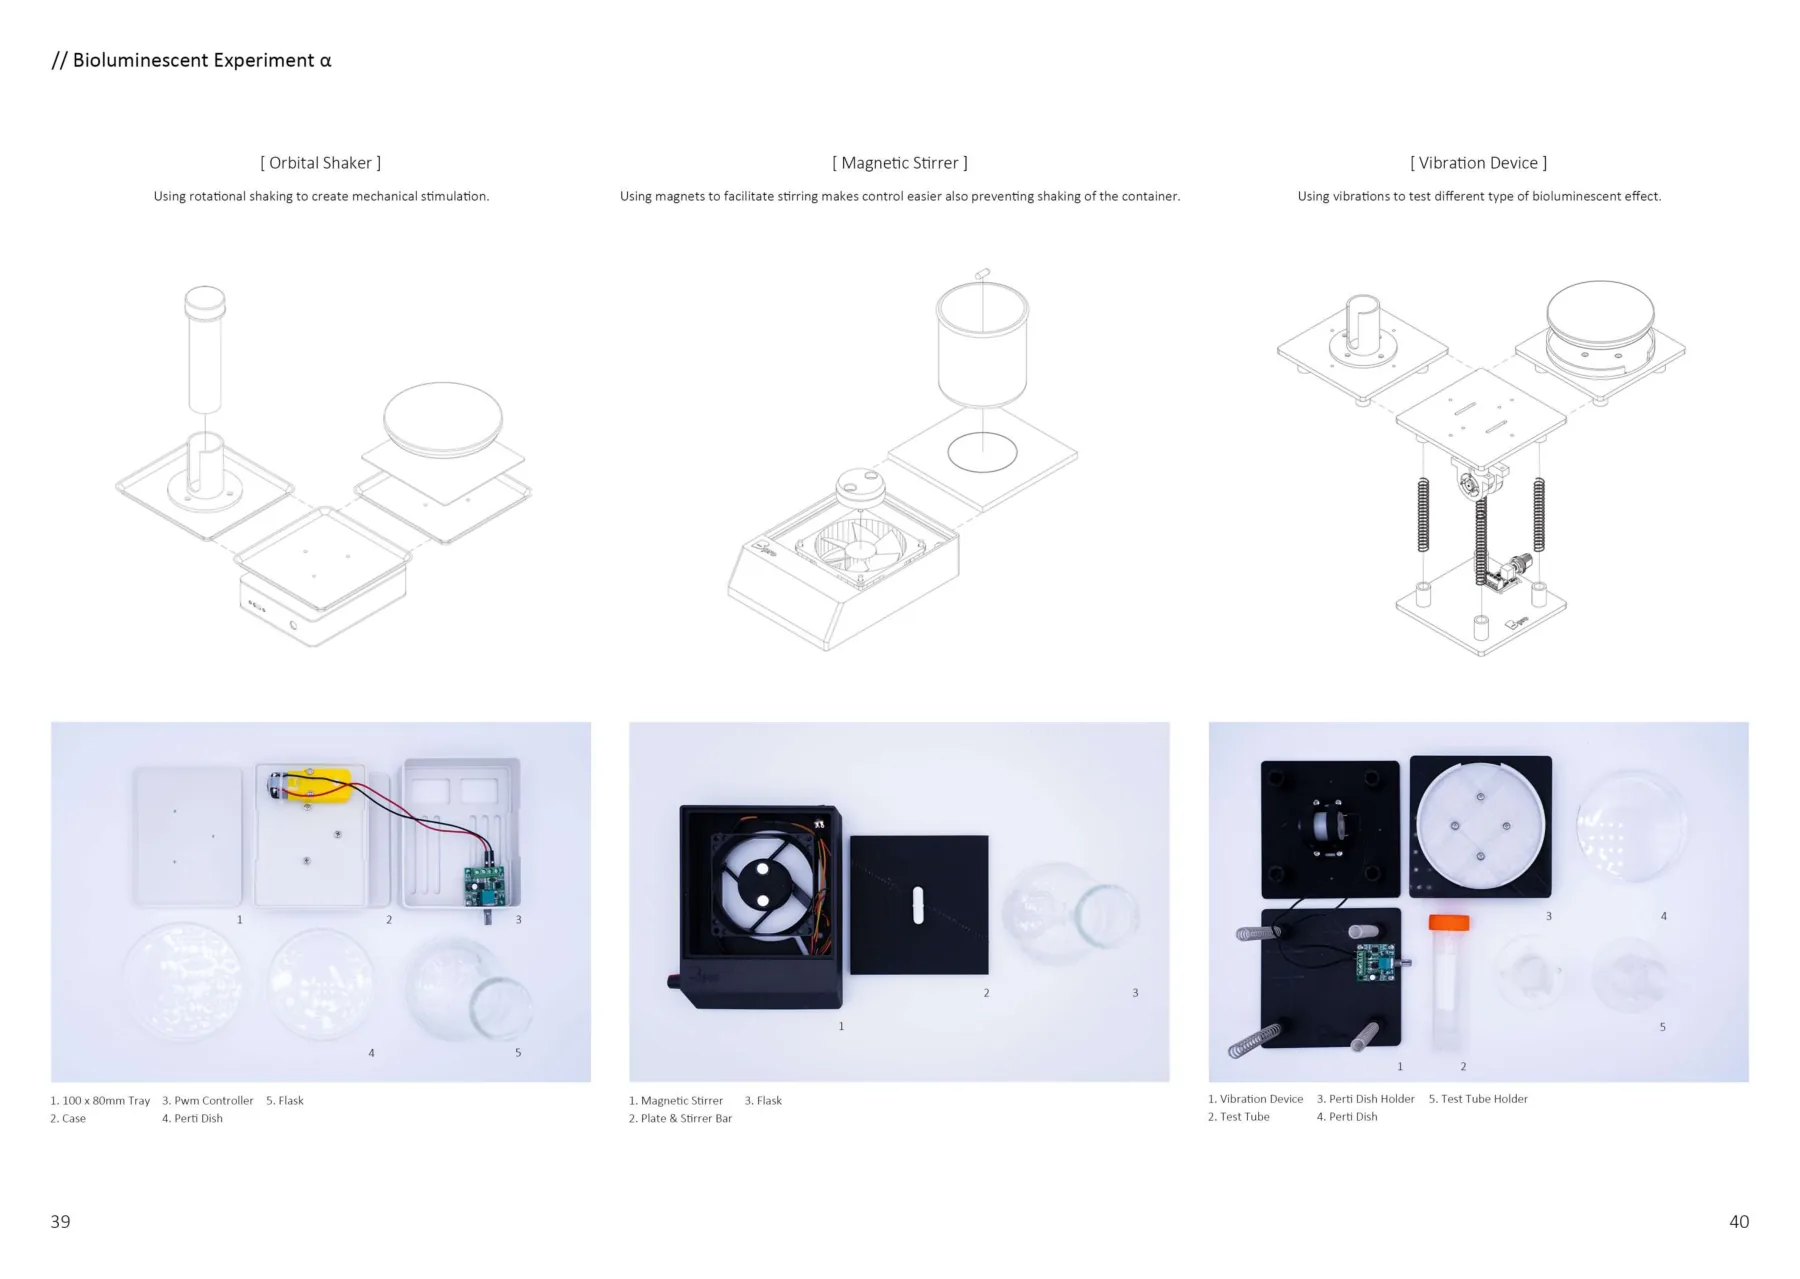 // Bioluminescent Experiment α
[ Orbital Shaker ]
Using rotational shaking to create mechanical stimulation.
[ Magnetic Stirrer ]
Using magnets to facilitate stirring makes control easier also preventing shaking of the container.
[ Vibration Device ]
Using vibrations to test different type of bioluminescent effect.
1
2
3
4
5
1. 100 x 80mm Tray 3. Pwm Controller 5. Flask
2. Case 4. Perti Dish
1
2
3
1. Magnetic Stirrer 3. Flask
2. Plate & Stirrer Bar
3
4
5
1
2
1. Vibration Device 3. Perti Dish Holder 5. Test Tube Holder
2. Test Tube 4. Perti Dish
39
40